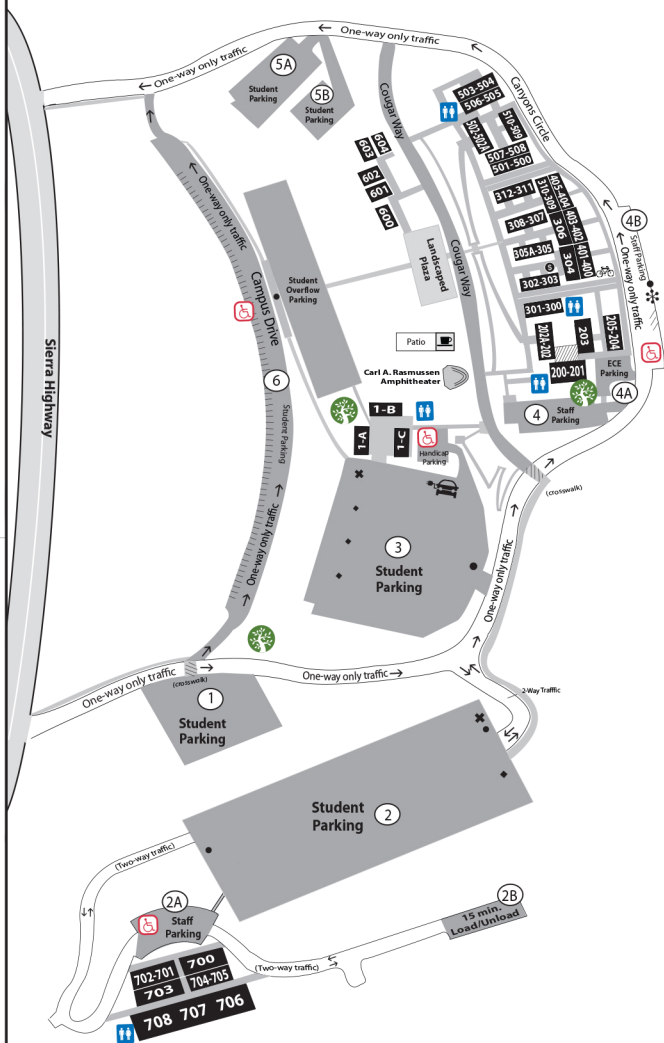 One-way only traffic
One-way only traffic
5A
Student
Parking
5B
Student
Parking
Canyons Circle
Cougar Way
503-504
506-505
502-502A
510-509
507-508
501-500
604
603
602
601
600
312-311
310-309
405-404
308-307
306
403-402
305A-305
304
401-400
302-303
301-300
202A-202
203
205-204
200-201
4B
Staff Parking
One-way only traffic
ECE
Parking
4A
4
Staff
Parking
One-way only traffic
Campus Drive
Student
Overflow
Parking
Landscaped
Plaza
Cougar Way
Patio
Carl A. Rasmussen
Amphitheater
Sierra Highway
6
Student Parking
One-way only traffic
1-B
1-A
1-C
Handicap
Parking
(crosswalk)
3
Student
Parking
One-way only traffic
One-way only traffic
(crosswalk)
One-way only traffic
1
Student
Parking
2-Way Trafffic
Student
Parking
2
(Two-way traffic)
2A
Staff
Parking
2B
15 min.
Load/Unload
(Two-way traffic)
702-701
700
703
704-705
708 707 706